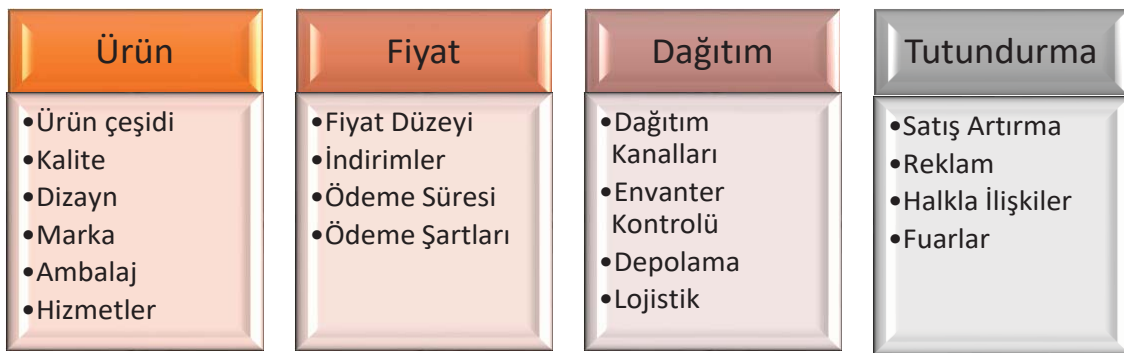 Ürün
•Ürün çeşidi
•Kalite
•Dizayn
•Marka
•Ambalaj
•Hizmetler
Fiyat
•Fiyat Düzeyi
•İndirimler
•Ödeme Süresi
•Ödeme Şartları
Dağıtım
•Dağıtım
Kanalları
•Envanter
Kontrolü
•Depolama
•Lojistik
Tutundurma
•Satış Artırma
•Reklam
•Halkla İlişkiler
•Fuarlar